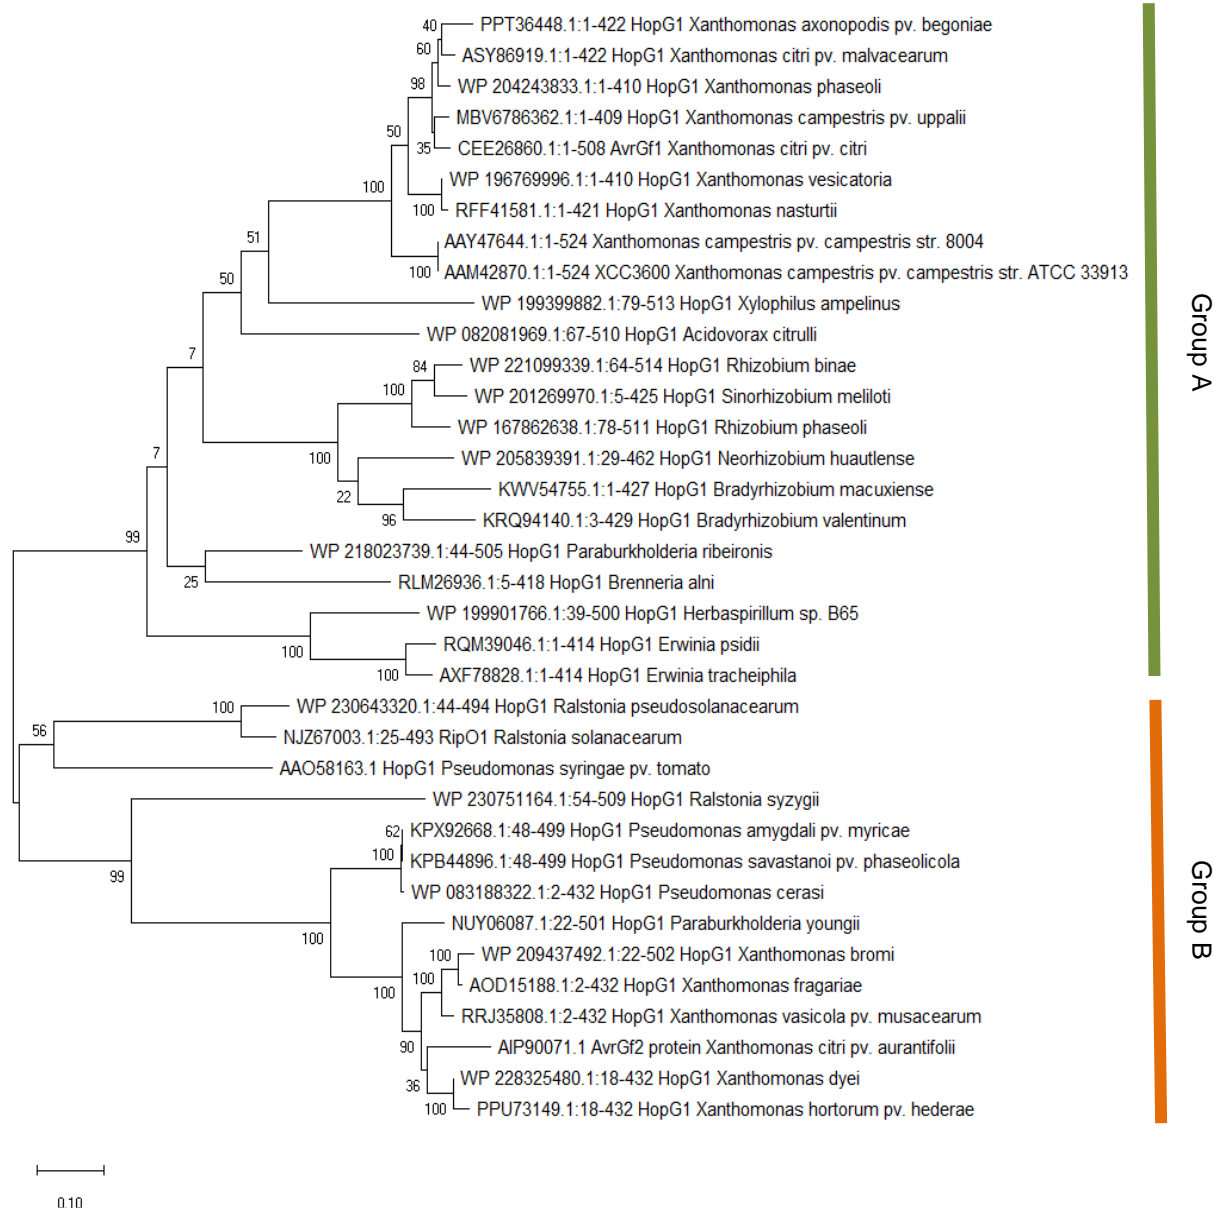 40
PPT36448.1:1-422 HopG1 Xanthomonas axonopodis pv. begoniae
60
ASY86919.1:1-422 HopG1 Xanthomonas citri pv. malvacearum
98
WP 204243833.1:1-410 HopG1 Xanthomonas phaseoli
MBV6786362.1:1-409 HopG1 Xanthomonas campestris pv. uppalii
50
35
CEE26860.1:1-508 AvrGf1 Xanthomonas citri pv. citri
100
WP 196769996.1:1-410 HopG1 Xanthomonas vesicatoria
100
RFF41581.1:1-421 HopG1 Xanthomonas nasturtii
51
AAY47644.1:1-524 Xanthomonas campestris pv. campestris str. 8004
100
AAM42870.1:1-524 XCC3600 Xanthomonas campestris pv. campestris str. ATCC 33913
50
WP 199399882.1:79-513 HopG1 Xylophilus ampelinus
WP 082081969.1:67-510 HopG1 Acidovorax citrulli
7
84
WP 221099339.1:64-514 HopG1 Rhizobium binae
100
WP 201269970.1:5-425 HopG1 Sinorhizobium meliloti
WP 167862638.1:78-511 HopG1 Rhizobium phaseoli
7
100
WP 205839391.1:29-462 HopG1 Neorhizobium huautlense
22
KWV54755.1:1-427 HopG1 Bradyrhizobium macuxiense
96
KRQ94140.1:3-429 HopG1 Bradyrhizobium valentinum
99
WP 218023739.1:44-505 HopG1 Paraburkholderia ribeironis
25
RLM26936.1:5-418 HopG1 Brenneria alni
WP 199901766.1:39-500 HopG1 Herbaspirillum sp. B65
100
RQM39046.1:1-414 HopG1 Erwinia psidii
100
AXF78828.1:1-414 HopG1 Erwinia tracheiphila
Group A
100
WP 230643320.1:44-494 HopG1 Ralstonia pseudosolanacearum
56
NJZ67003.1:25-493 RipO1 Ralstonia solanacearum
AAO58163.1 HopG1 Pseudomonas syringae pv. tomato
WP 230751164.1:54-509 HopG1 Ralstonia syzygii
62
KPX92668.1:48-499 HopG1 Pseudomonas amygdali pv. myricae
100
KPB44896.1:48-499 HopG1 Pseudomonas savastanoi pv. phaseolicola
99
WP 083188322.1:2-432 HopG1 Pseudomonas cerasi
100
NUY06087.1:22-501 HopG1 Paraburkholderia youngii
100
WP 209437492.1:22-502 HopG1 Xanthomonas bromi
100
100
AOD15188.1:2-432 HopG1 Xanthomonas fragariae
RRJ35808.1:2-432 HopG1 Xanthomonas vasicola pv. musacearum
90
AIP90071.1 AvrGf2 protein Xanthomonas citri pv. aurantifolii
36
WP 228325480.1:18-432 HopG1 Xanthomonas dyei
100
PPU73149.1:18-432 HopG1 Xanthomonas hortorum pv. hederae
Group B
0.10